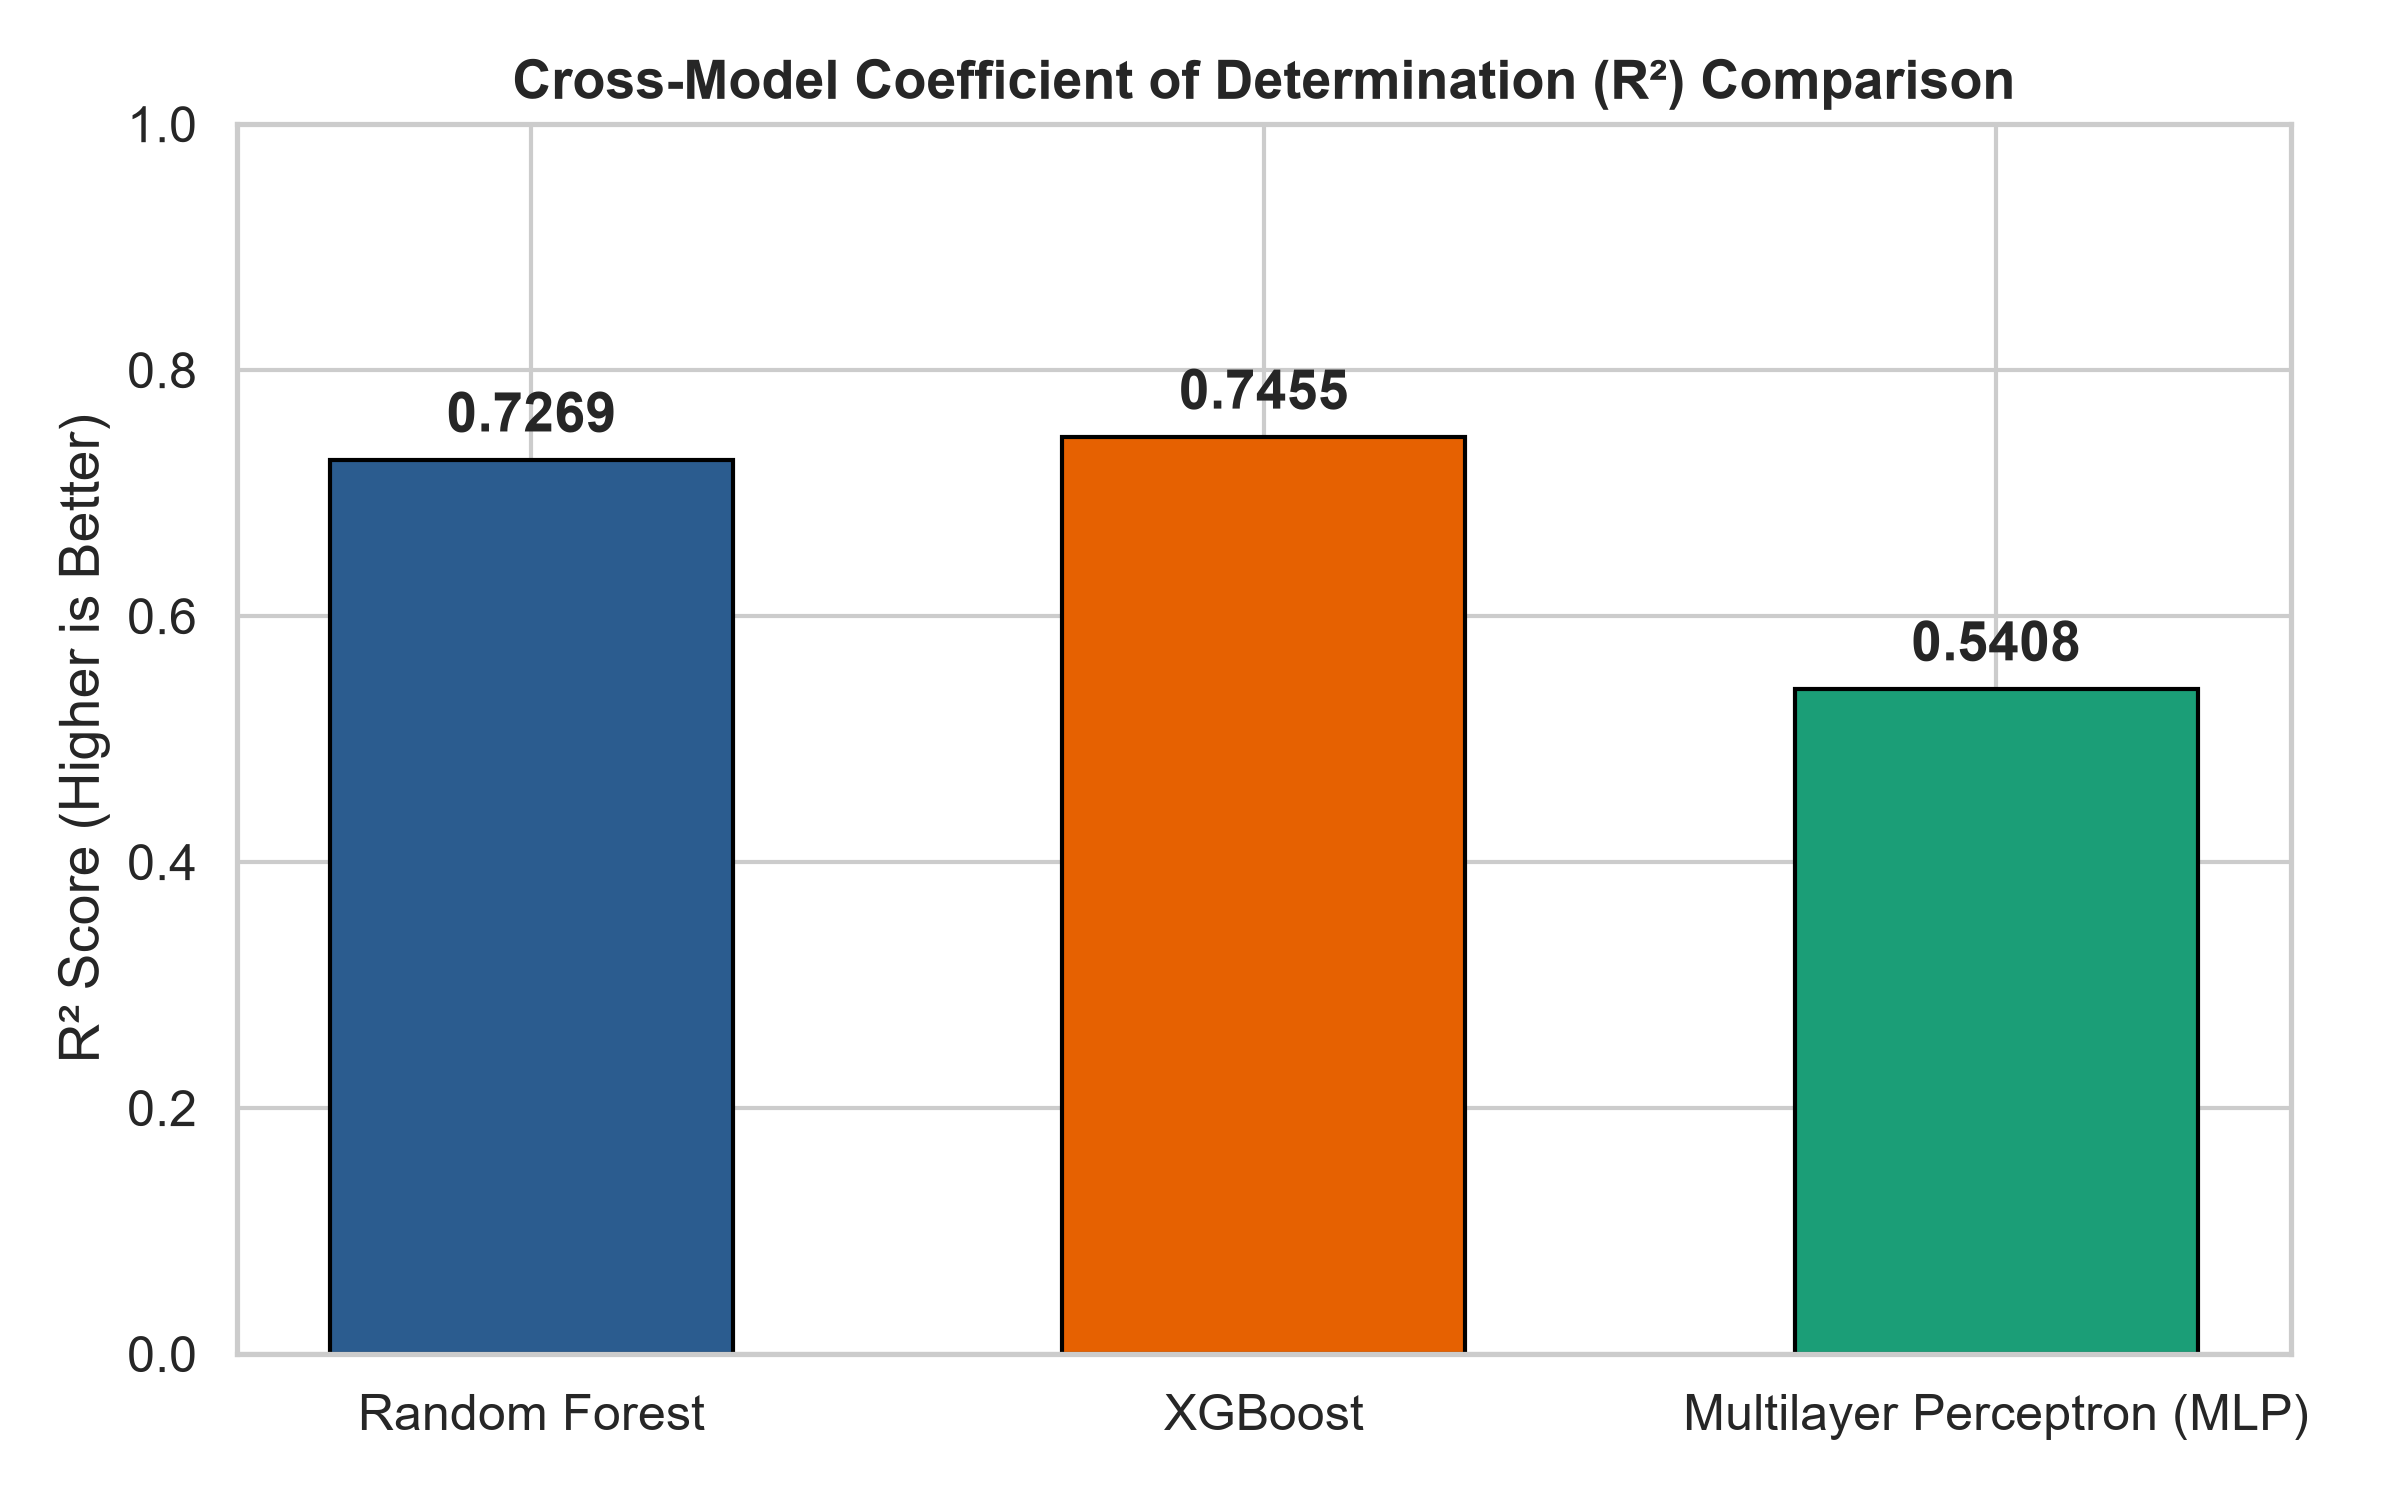 Cross-Model Coefficient of Determination (R²) Comparison
R² Score (Higher is Better)
1.0
0.8
0.6
0.4
0.2
0.0
0.7269
0.7455
0.5408
Random Forest
XGBoost
Multilayer Perceptron (MLP)